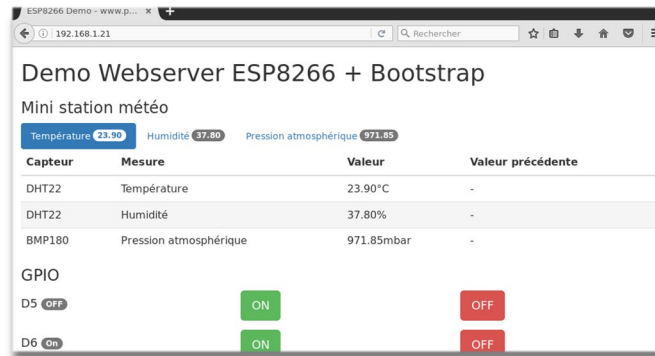 ESP8266 Demo - www.p...
192.168.1.21 Rechercher
Demo Webserver ESP8266 + Bootstrap
Mini station météo
Température 23.90 Humidité 37.80 Pression atmosphérique 971.85
Capteur Mesure Valeur Valeur précédente
DHT22 Température 23.90°C -
DHT22 Humidité 37.80% -
BMP180 Pression atmosphérique 971.85mbar -
GPIO
D5 OFF ON OFF
D6 On ON OFF